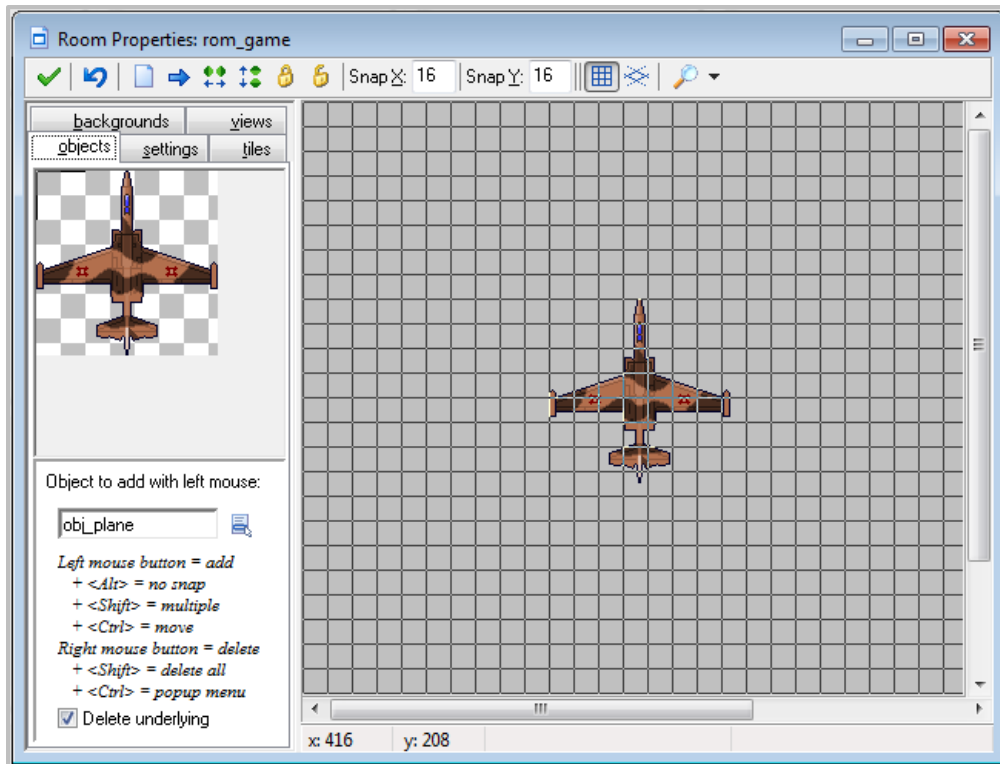 Room Properties: rom_game
Snap X: 16 Snap Y: 16
backgrounds views
objects settings tiles
Object to add with left mouse:
obj_plane
Left mouse button = add
+ <Alt> = no snap
+ <Shift> = multiple
+ <Ctrl> = move
Right mouse button = delete
+ <Shift> = delete all
+ <Ctrl> = popup menu
Delete underlying
x: 416 y: 208